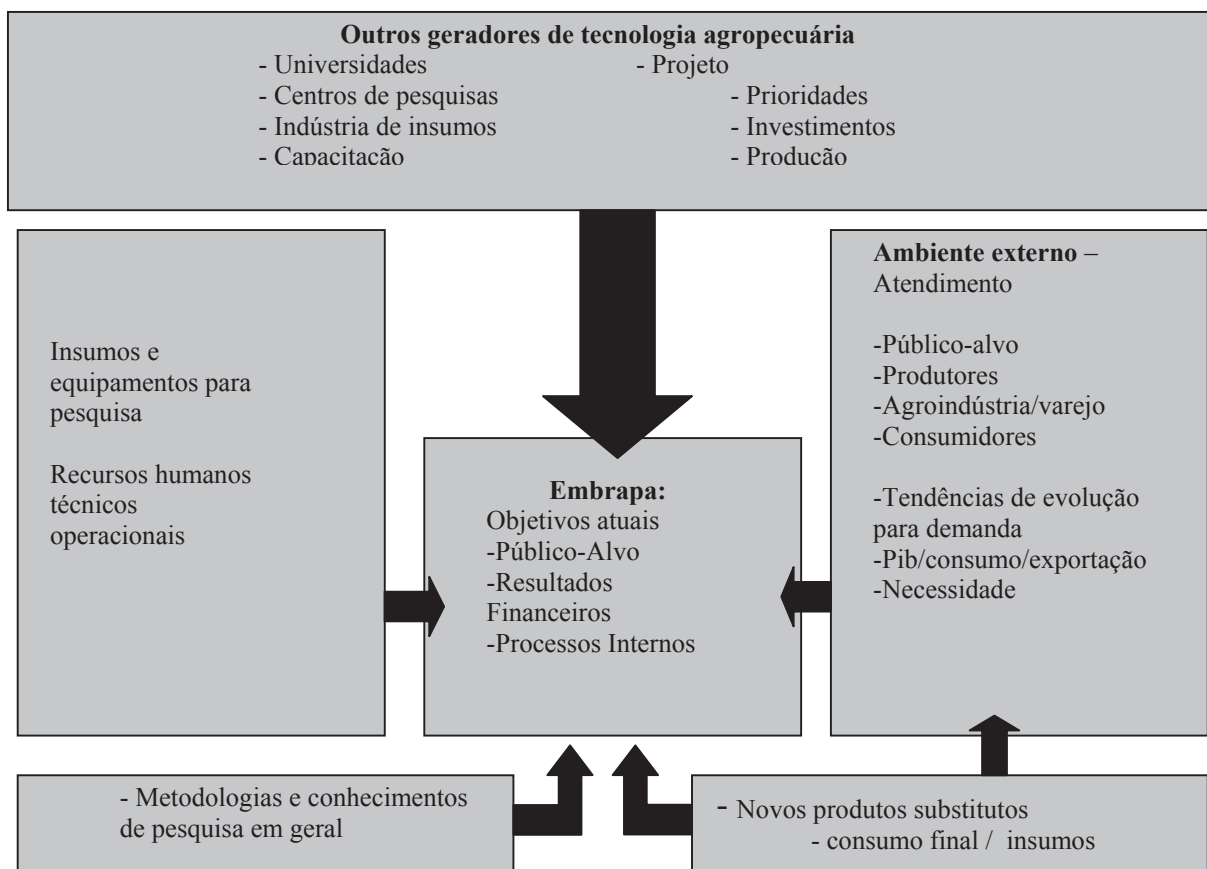 Outros geradores de tecnologia agropecuária
- Universidades - Projeto
- Centros de pesquisas - Prioridades
- Indústria de insumos - Investimentos
- Capacitação - Produção
Insumos e
equipamentos para
pesquisa
Recursos humanos
técnicos
operacionais
Embrapa:
Objetivos atuais
-Público-Alvo
-Resultados
Financeiros
-Processos Internos
Ambiente externo –
Atendimento
-Público-alvo
-Produtores
-Agroindústria/varejo
-Consumidores
-Tendências de evolução
para demanda
-Pib/consumo/exportação
-Necessidade
- Metodologias e conhecimentos
de pesquisa em geral
- Novos produtos substitutos
- consumo final / insumos